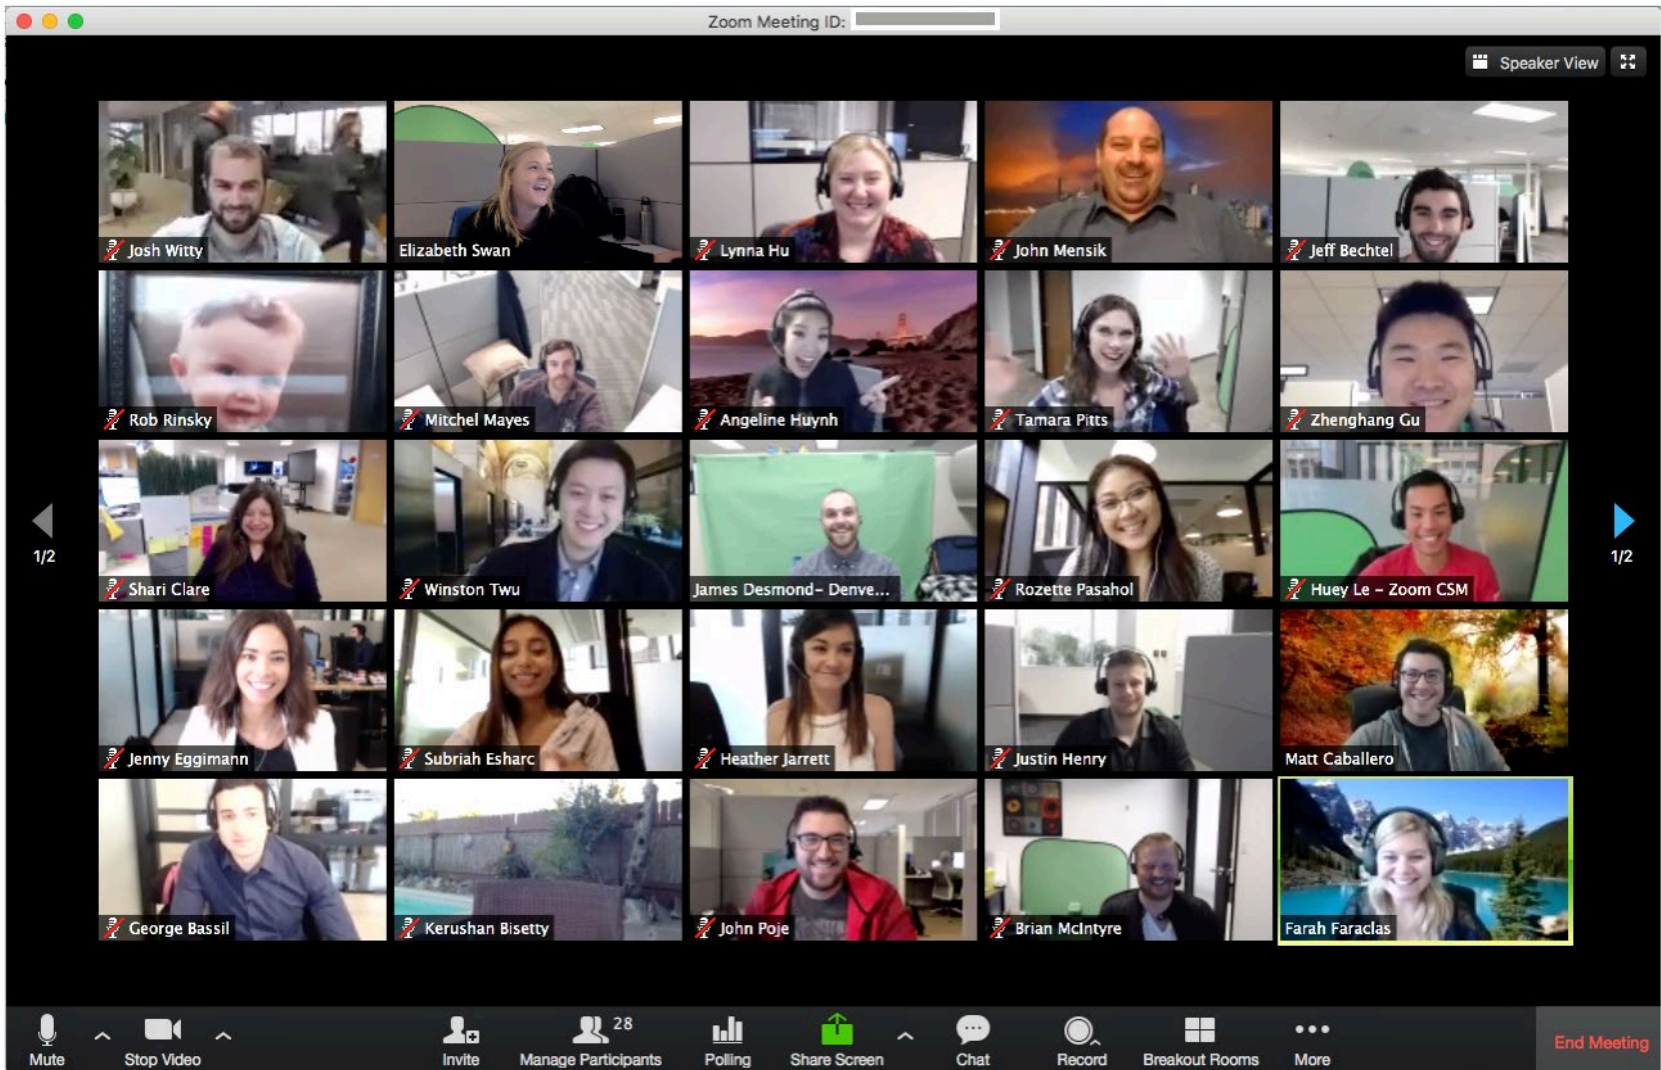 Zoom Meeting ID:
Speaker View
Josh Witty
Elizabeth Swan
Lynna Hu
John Mensik
Jeff Bechtel
Rob Rinsky
Mitchel Mayes
Angeline Huynh
Tamara Pitts
Zhenghang Gu
Shari Clare
Winston Twu
James Desmond- Denve...
Rozette Pasahol
Huey Le - Zoom CSM
1/2
1/2
Jenny Eggimann
Subriah Esharc
Heather Jarrett
Justin Henry
Matt Caballero
George Bassil
Kerushan Bisetty
John Poje
Brian McIntyre
Farah Faraclas
Mute
Stop Video
Invite
28
Manage Participants
Polling
Share Screen
Chat
Record
Breakout Rooms
More
End Meeting